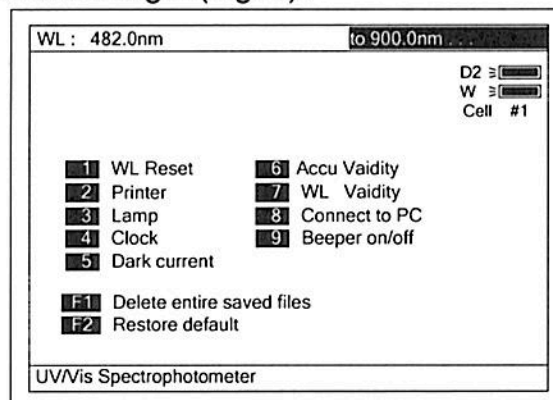 WL: 482.0nm to 900.0nm . . .
D2
W
Cell #1
1 WL Reset
2 Printer
3 Lamp
4 Clock
5 Dark current
6 Accu Vaidity
7 WL Vaidity
8 Connect to PC
9 Beeper on/off
F1 Delete entire saved files
F2 Restore default
UV/Vis Spectrophotometer